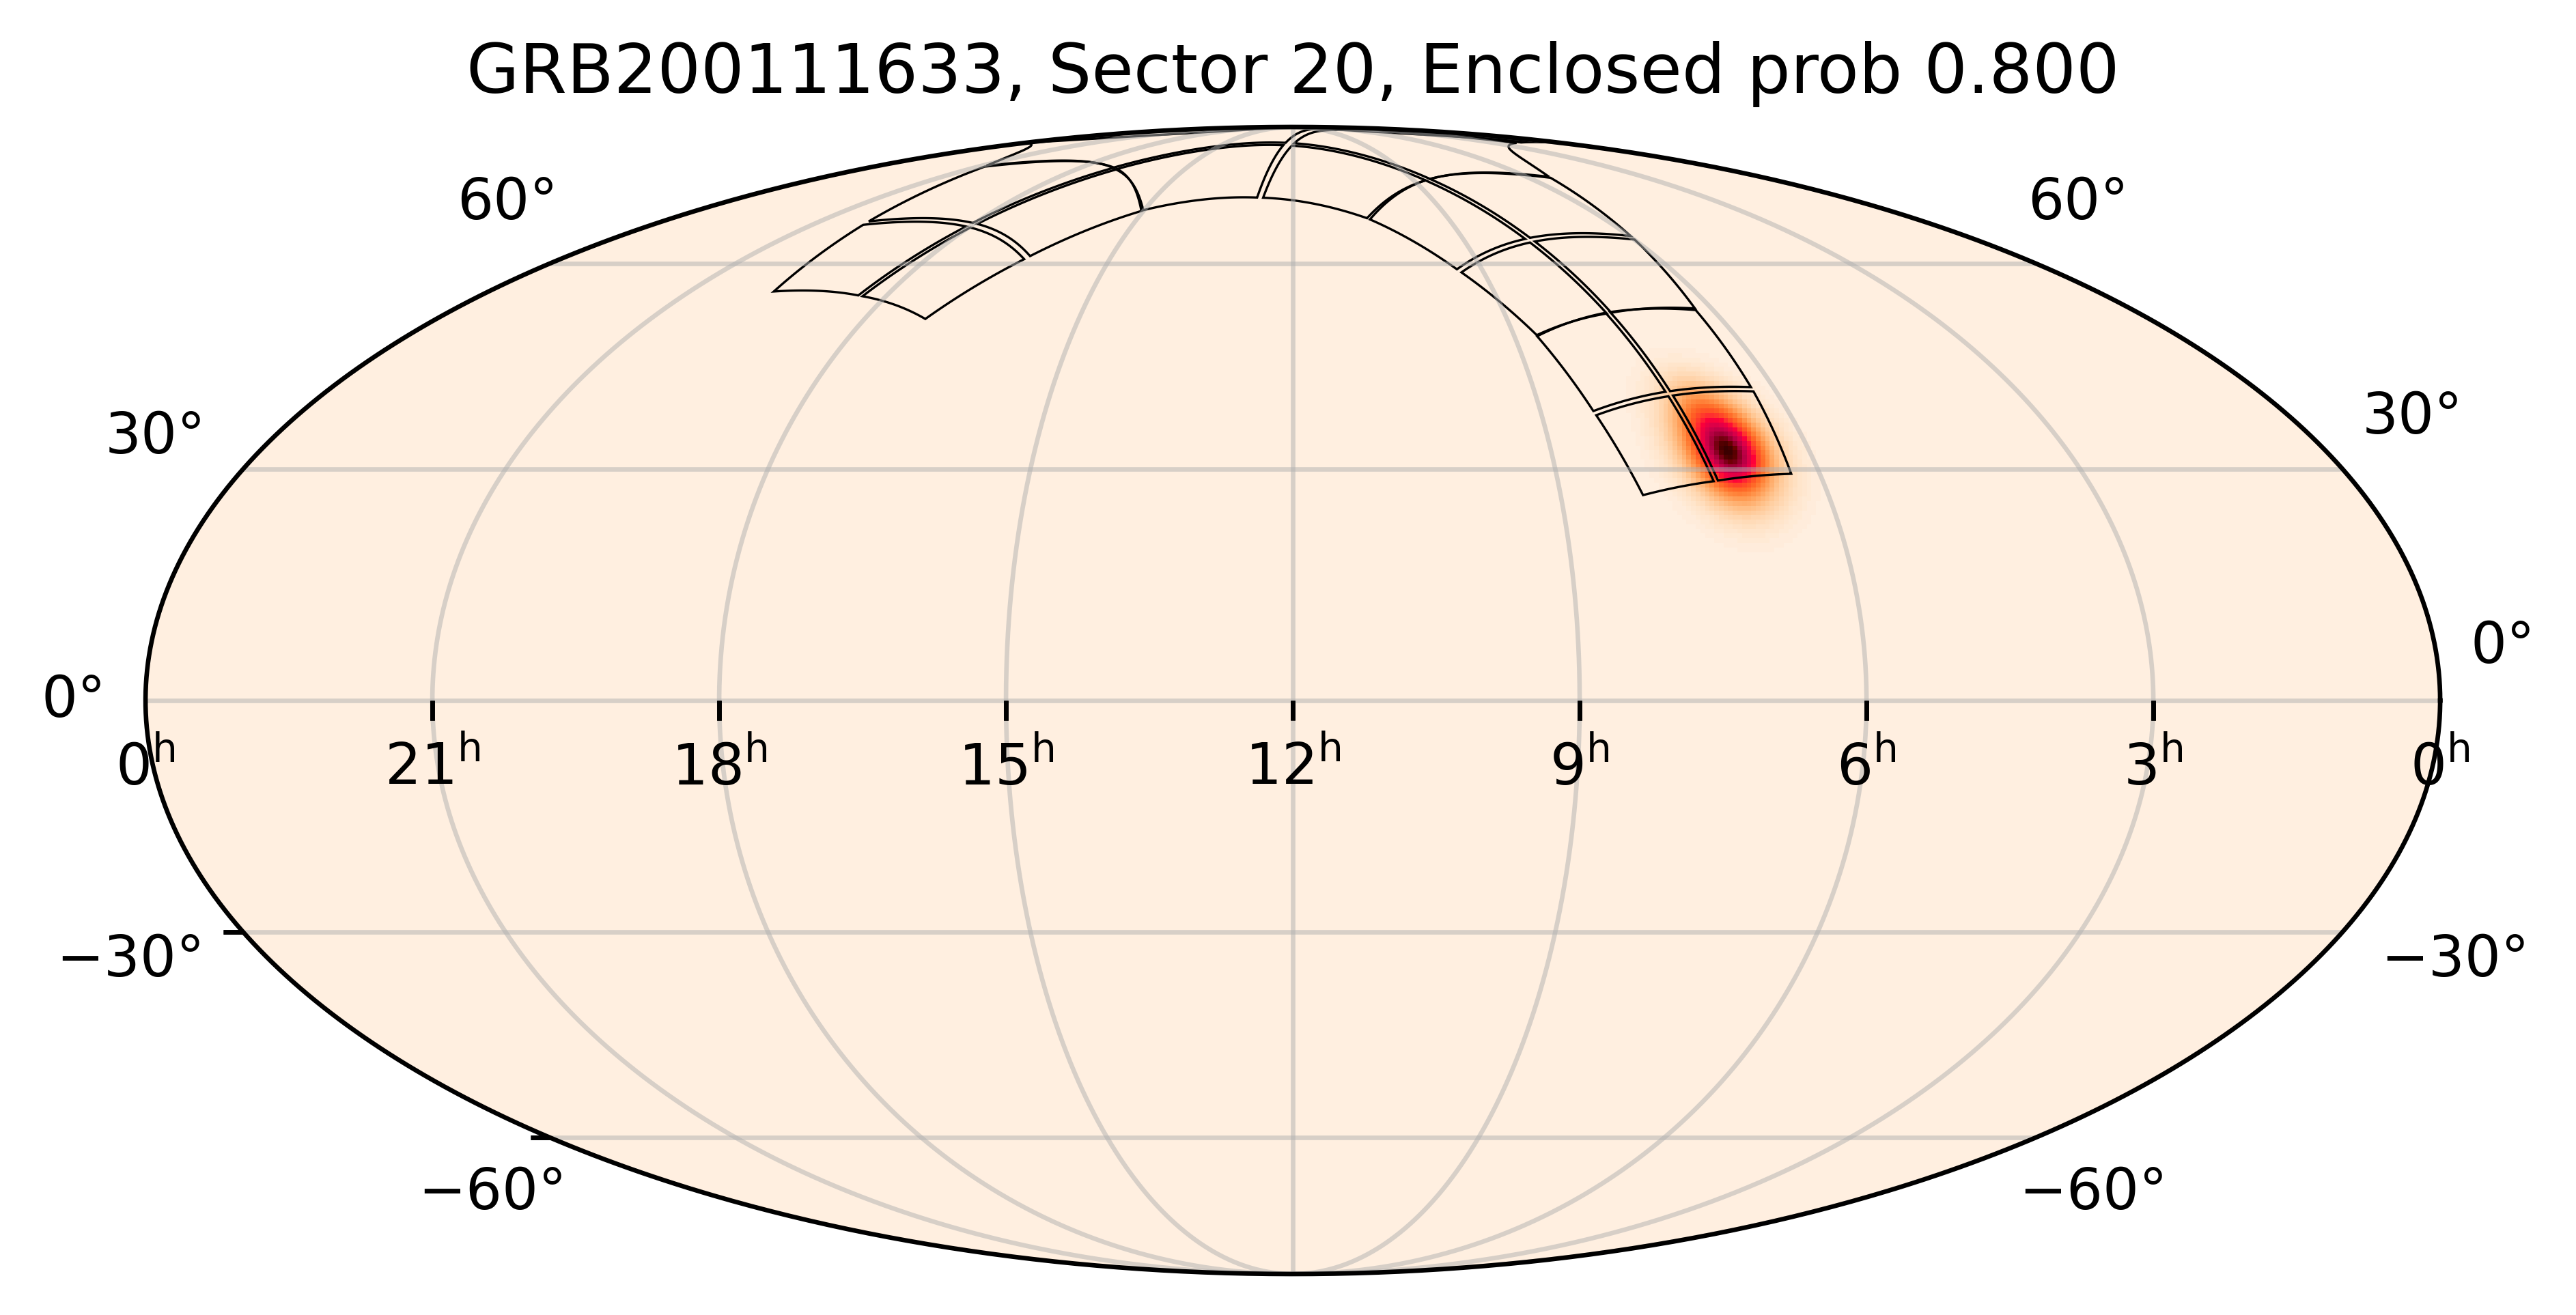 GRB200111633, Sector 20, Enclosed prob 0.800
60° 60°
30° 30°
0° 0°
0ʰ 21ʰ 18ʰ 15ʰ 12ʰ 9ʰ 6ʰ 3ʰ 0ʰ
−30° −30°
−60° −60°